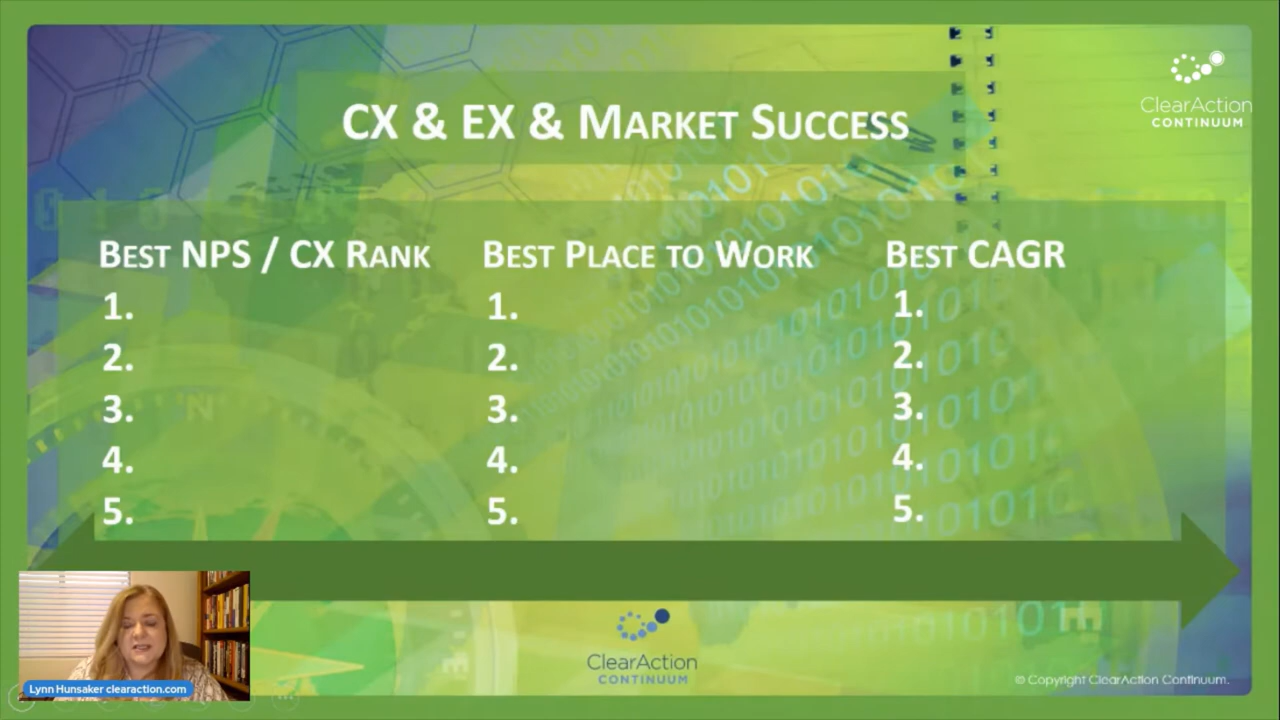 CX & EX & MARKET SUCCESS
ClearAction
CONTINUUM
BEST NPS / CX RANK
1.
2.
3.
4.
5.
BEST PLACE TO WORK
1.
2.
3.
4.
5.
BEST CAGR
1.
2.
3.
4.
5.
Lynn Hunsaker clearaction.com
ClearAction
CONTINUUM
© Copyright ClearAction Continuum.